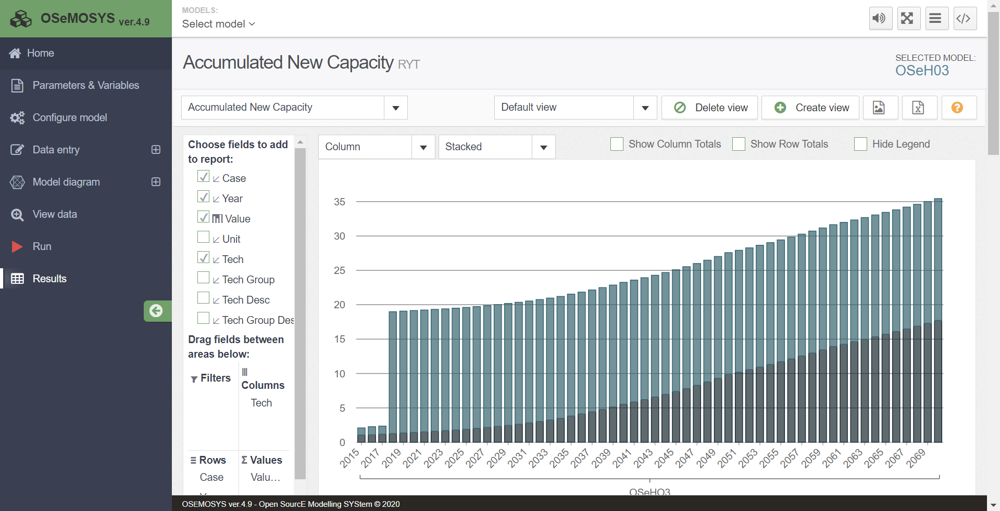 OSeMOSYS ver.4.9
MODELS:
Select model
Home
Parameters & Variables
Configure model
Data entry
Model diagram
View data
Run
Results
Accumulated New Capacity RYT
SELECTED MODEL:
OSeH03
Accumulated New Capacity
Default view
Delete view
Create view
Choose fields to add
to report:
Case
Year
Value
Unit
Tech
Tech Group
Tech Desc
Tech Group Des
Drag fields between
areas below:
Filters
Columns
Tech
Rows
Case
Σ Values
Valu...
Column
Stacked
Show Column Totals
Show Row Totals
Hide Legend
35
30
25
20
15
10
5
0
2015
2017
2019
2021
2023
2025
2027
2029
2031
2033
2035
2037
2039
2041
2043
2045
2047
2049
2051
2053
2055
2057
2059
2061
2063
2065
2067
2069
OSeH03
OSEMOSYS ver.4.9 - Open SourcE Modelling SYStem © 2020